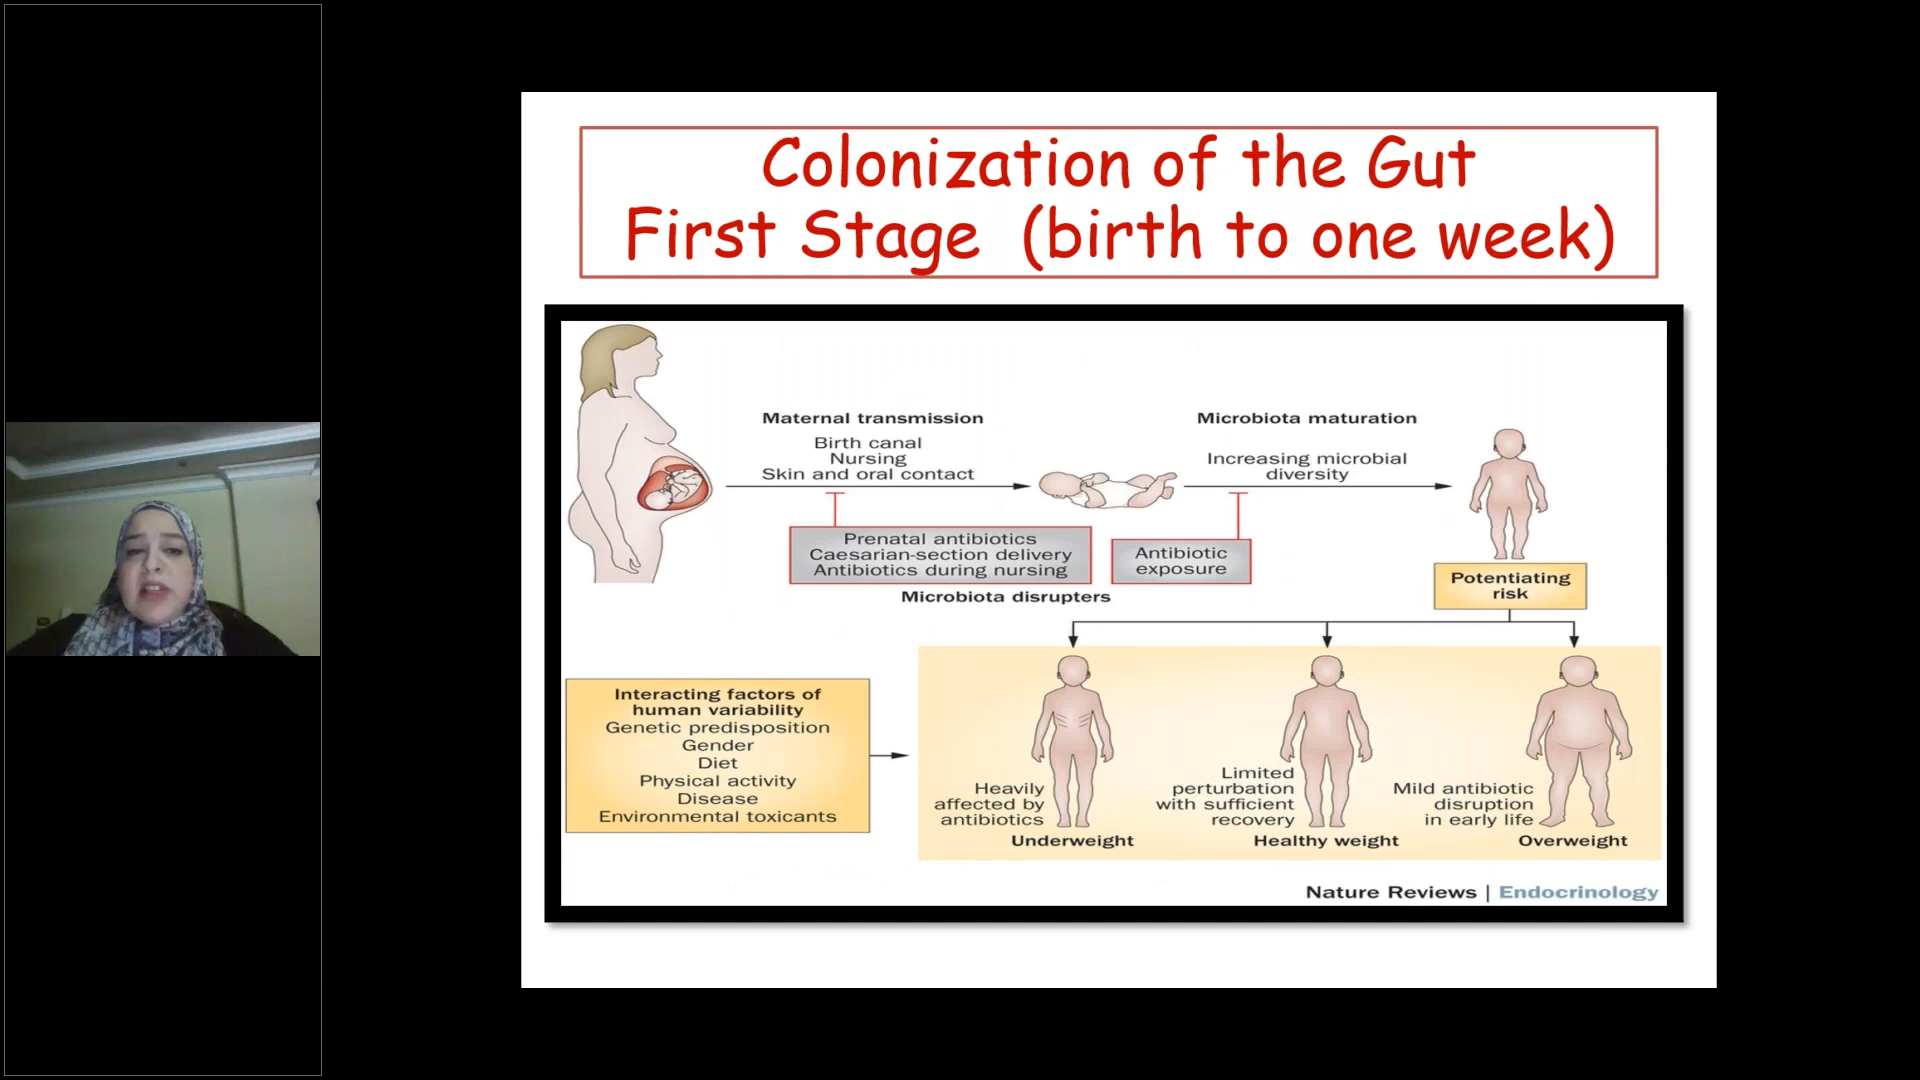 Colonization of the Gut
First Stage (birth to one week)
Maternal transmission
Birth canal
Nursing
Skin and oral contact
Microbiota maturation
Increasing microbial
diversity
Prenatal antibiotics
Caesarian-section delivery
Antibiotics during nursing
Antibiotic
exposure
Microbiota disrupters
Potentiating
risk
Interacting factors of
human variability
Genetic predisposition
Gender
Diet
Physical activity
Disease
Environmental toxicants
Heavily
affected by
antibiotics
Underweight
Limited
perturbation
with sufficient
recovery
Healthy weight
Mild antibiotic
disruption
in early life
Overweight
Nature Reviews | Endocrinology